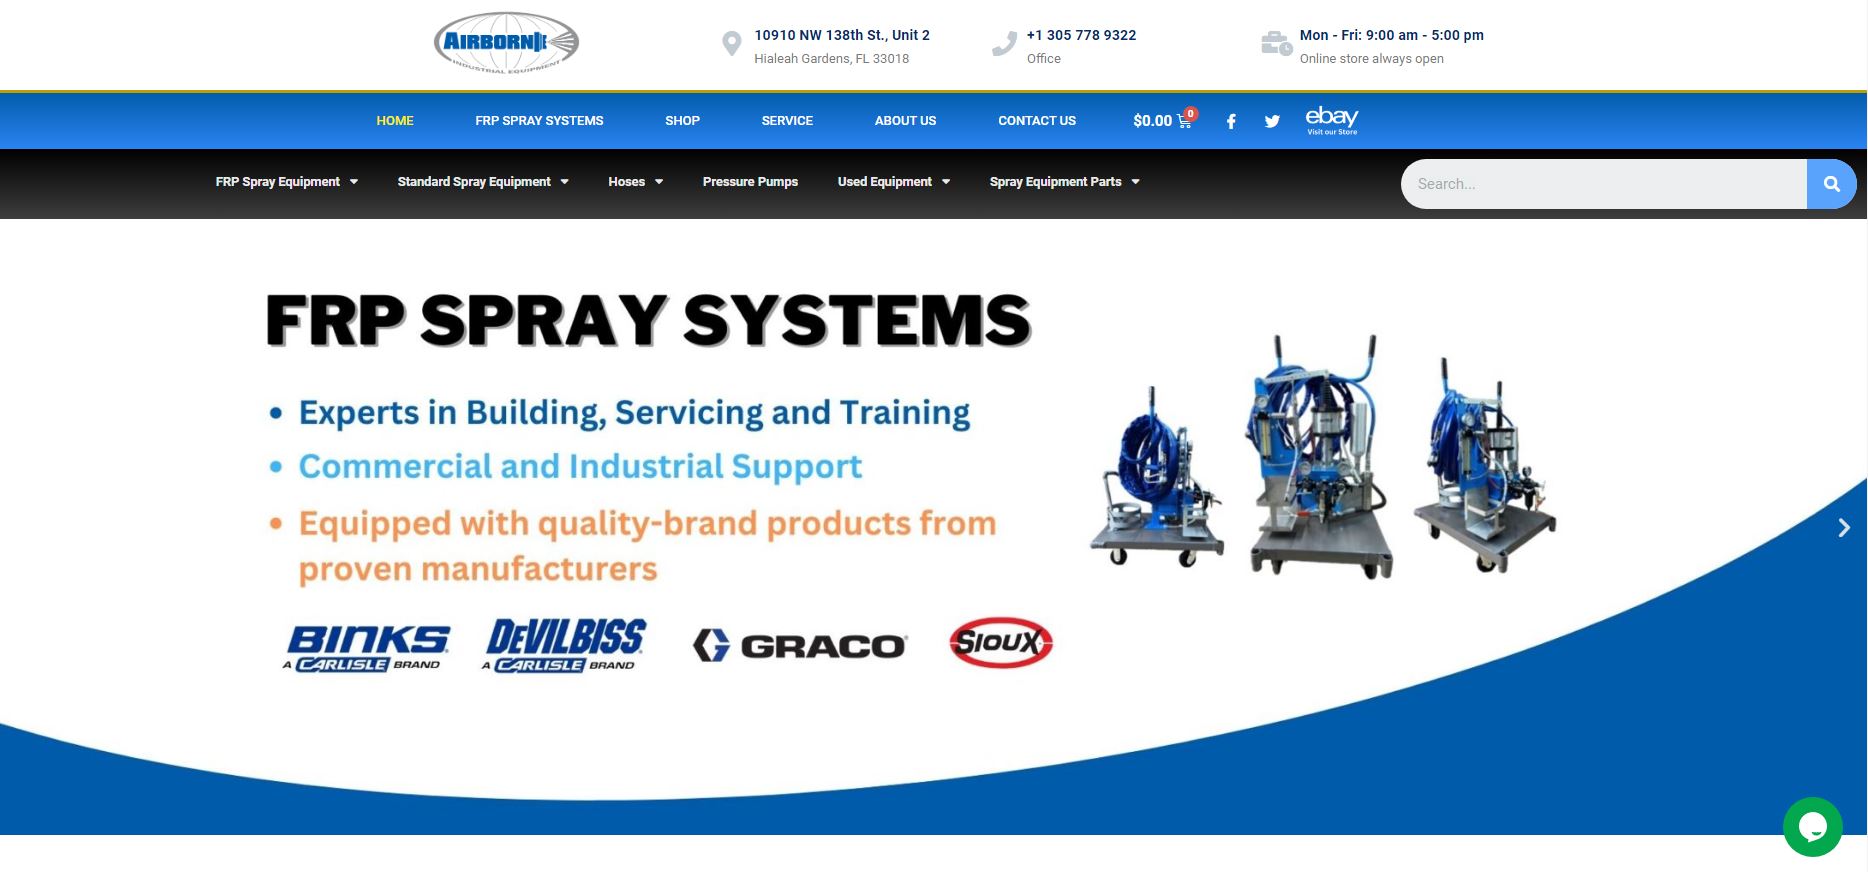 AIRBORNE
INDUSTRIAL EQUIPMENT
10910 NW 138th St., Unit 2
Hialeah Gardens, FL 33018
+1 305 778 9322
Office
Mon - Fri: 9:00 am - 5:00 pm
Online store always open
HOME
FRP SPRAY SYSTEMS
SHOP
SERVICE
ABOUT US
CONTACT US
$0.00
0
ebay
Visit our Store
FRP Spray Equipment
Standard Spray Equipment
Hoses
Pressure Pumps
Used Equipment
Spray Equipment Parts
Search...
FRP SPRAY SYSTEMS
• Experts in Building, Servicing and Training
• Commercial and Industrial Support
• Equipped with quality-brand products from
proven manufacturers
BINKS.
A CARLISLE BRAND
DEVILBISS.
A CARLISLE BRAND
GRACO®
SIOUX